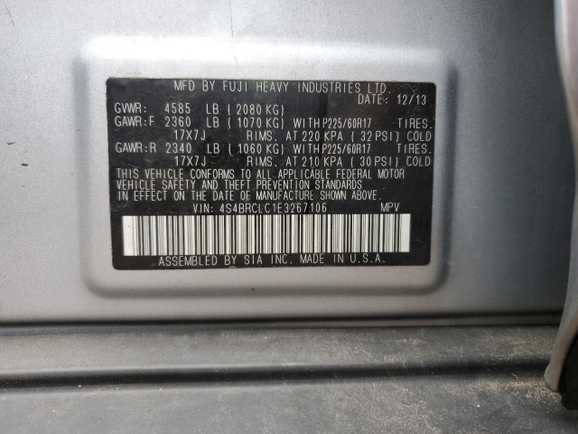 MFD BY FUJI HEAVY INDUSTRIES LTD.
DATE: 12/13
GVWR: 4585 LB ( 2080 KG)
GAWR:F 2360 LB ( 1070 KG) WITH P225/60R17 TIRES.
17X7J RIMS. AT 220 KPA ( 32 PSI) COLD
GAWR:R 2340 LB ( 1060 KG) WITH P225/60R17 TIRES.
17X7J RIMS. AT 210 KPA ( 30 PSI) COLD
THIS VEHICLE CONFORMS TO ALL APPLICABLE FEDERAL MOTOR
VEHICLE SAFETY AND THEFT PREVENTION STANDARDS
IN EFFECT ON THE DATE OF MANUFACTURE SHOWN ABOVE.
VIN: 4S4BRCLC1E3267106 MPV
ASSEMBLED BY SIA INC. MADE IN U.S.A.